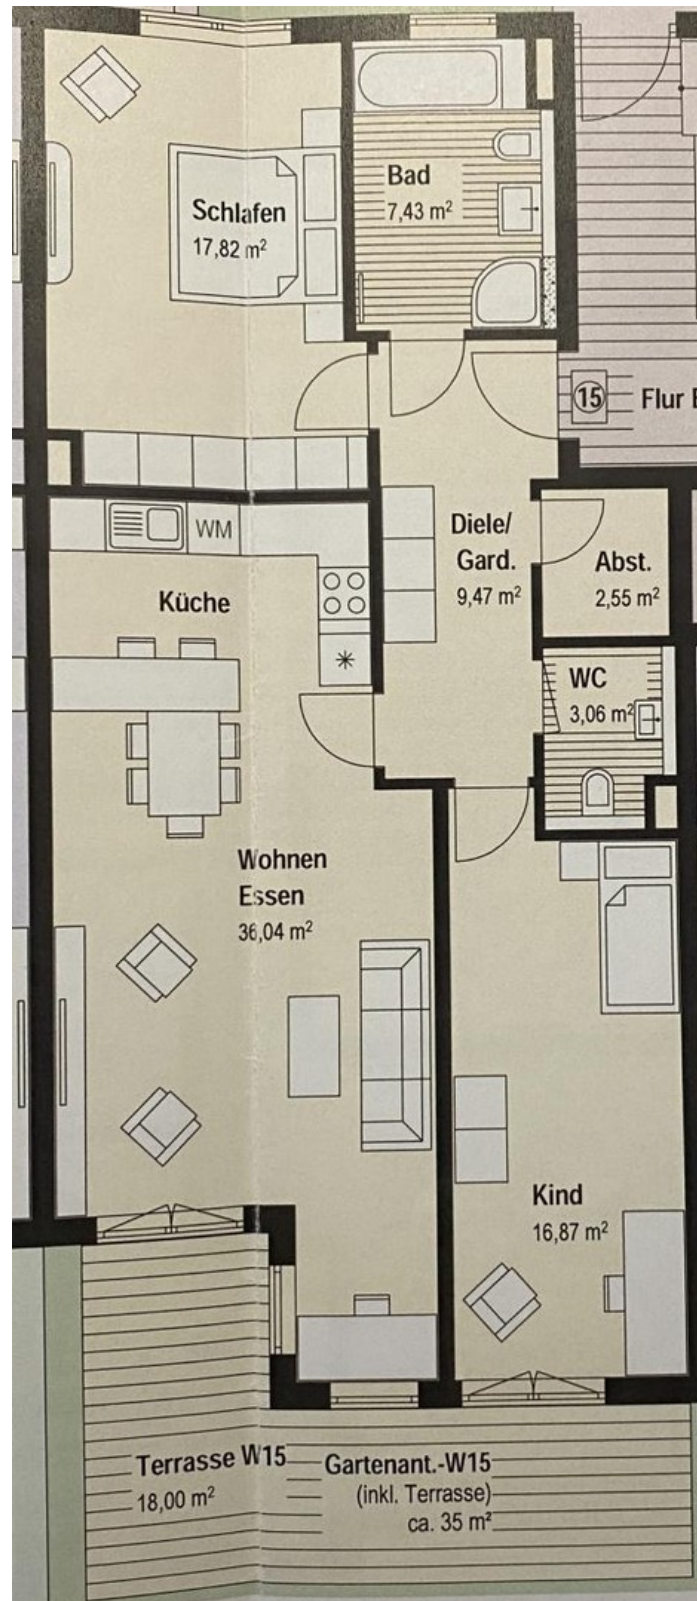 Schlafen
17,82 m²
Bad
7,43 m²
15
Flur
WM
Küche
Diele/
Gard.
9,47 m²
Abst.
2,55 m²
WC
3,06 m²
Wohnen
Essen
36,04 m²
Kind
16,87 m²
Terrasse W15
18,00 m²
Gartenant.-W15
(inkl. Terrasse)
ca. 35 m²